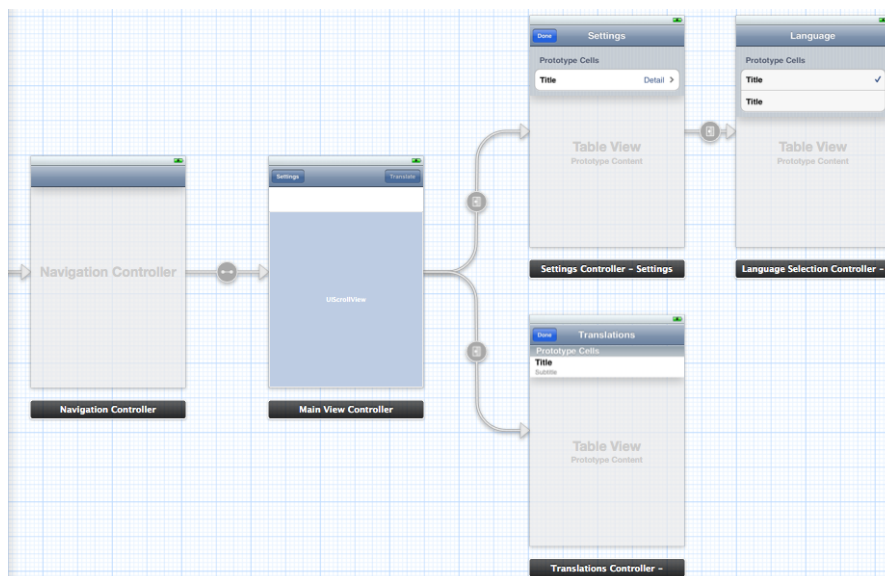 Done
Settings
Prototype Cells
Title
Detail
Table View
Prototype Content
Settings Controller – Settings
Language
Prototype Cells
Title
Title
Table View
Prototype Content
Language Selection Controller –
Navigation Controller
Navigation Controller
Settings
Translate
UIScrollView
Main View Controller
Done
Translations
Prototype Cells
Title
Subtitle
Table View
Prototype Content
Translations Controller –